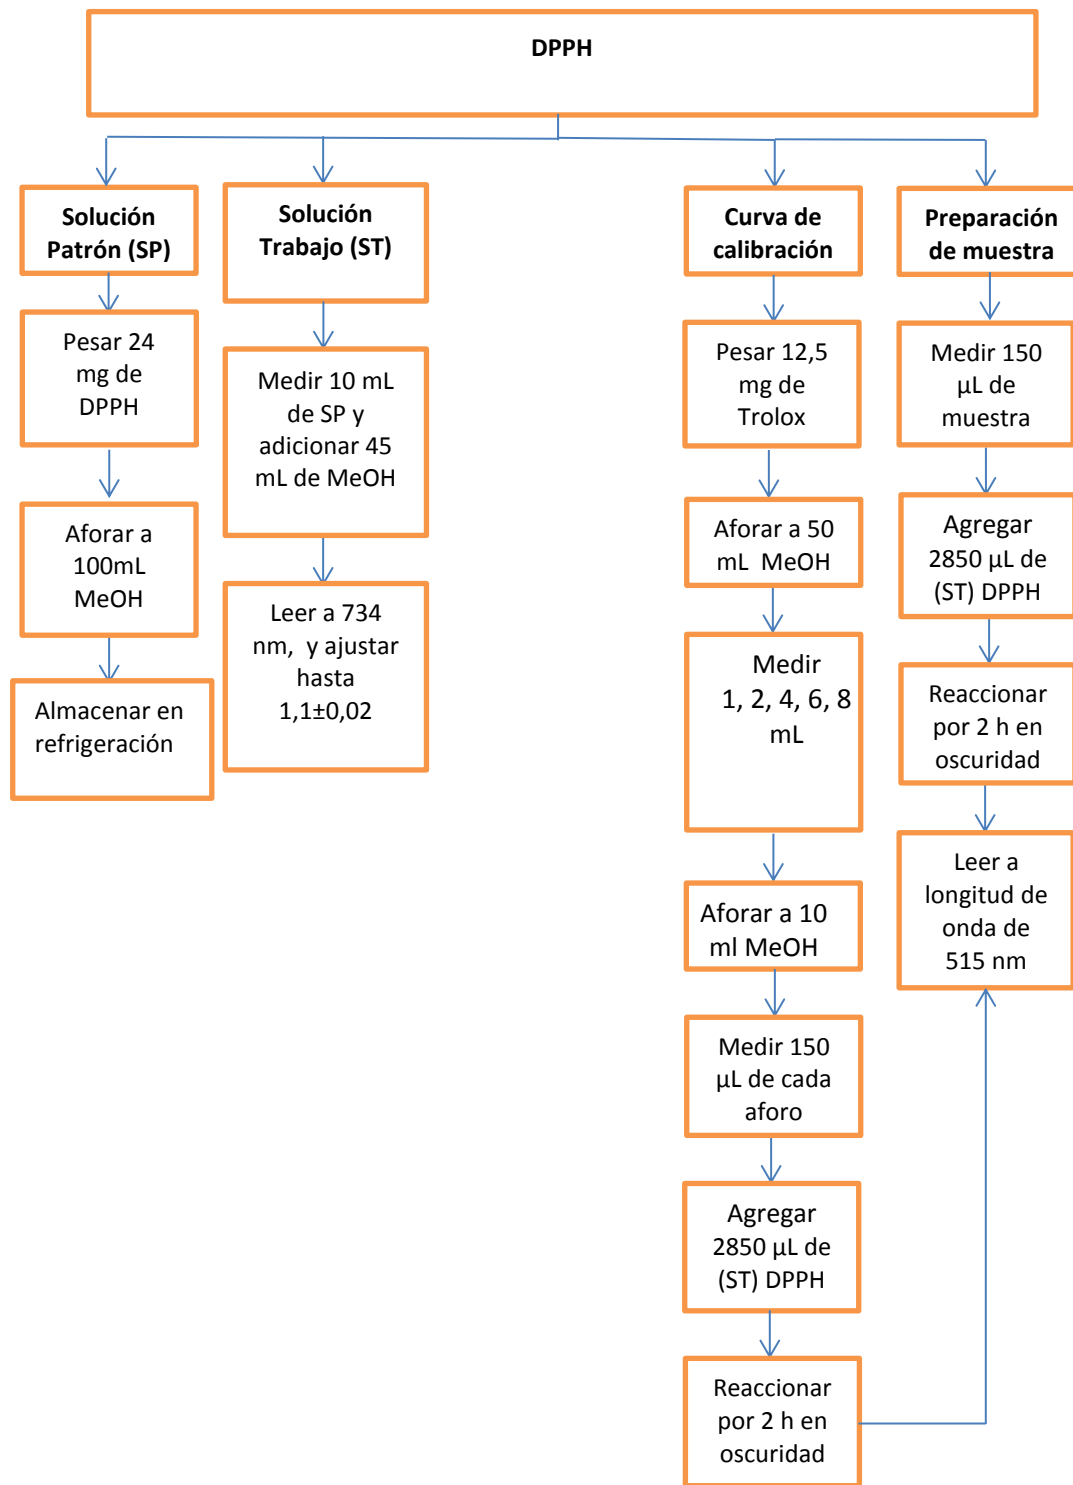 DPPH
Solución
Patrón (SP)
Pesar 24
mg de
DPPH
Aforar a
100mL
MeOH
Almacenar en
refrigeración
Solución
Trabajo (ST)
Medir 10 mL
de SP y
adicionar 45
mL de MeOH
Leer a 734
nm, y ajustar
hasta
1,1±0,02
Curva de
calibración
Pesar 12,5
mg de
Trolox
Aforar a 50
mL MeOH
Medir
1, 2, 4, 6, 8
mL
Aforar a 10
ml MeOH
Medir 150
µL de cada
aforo
Agregar
2850 µL de
(ST) DPPH
Reaccionar
por 2 h en
oscuridad
Preparación
de muestra
Medir 150
µL de
muestra
Agregar
2850 µL de
(ST) DPPH
Reaccionar
por 2 h en
oscuridad
Leer a
longitud de
onda de
515 nm